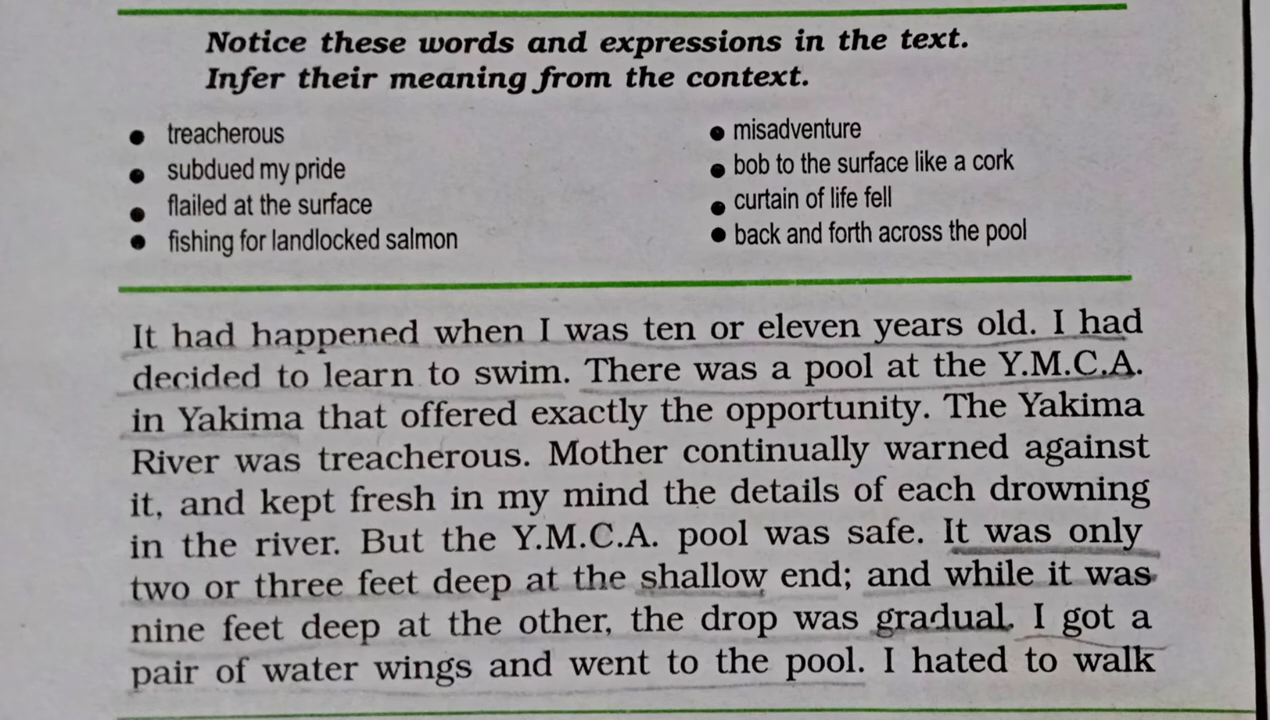 Notice these words and expressions in the text.
Infer their meaning from the context.
• treacherous
• subdued my pride
• flailed at the surface
• fishing for landlocked salmon
• misadventure
• bob to the surface like a cork
• curtain of life fell
• back and forth across the pool
It had happened when I was ten or eleven years old. I had
decided to learn to swim. There was a pool at the Y.M.C.A.
in Yakima that offered exactly the opportunity. The Yakima
River was treacherous. Mother continually warned against
it, and kept fresh in my mind the details of each drowning
in the river. But the Y.M.C.A. pool was safe. It was only
two or three feet deep at the shallow end; and while it was
nine feet deep at the other, the drop was gradual. I got a
pair of water wings and went to the pool. I hated to walk